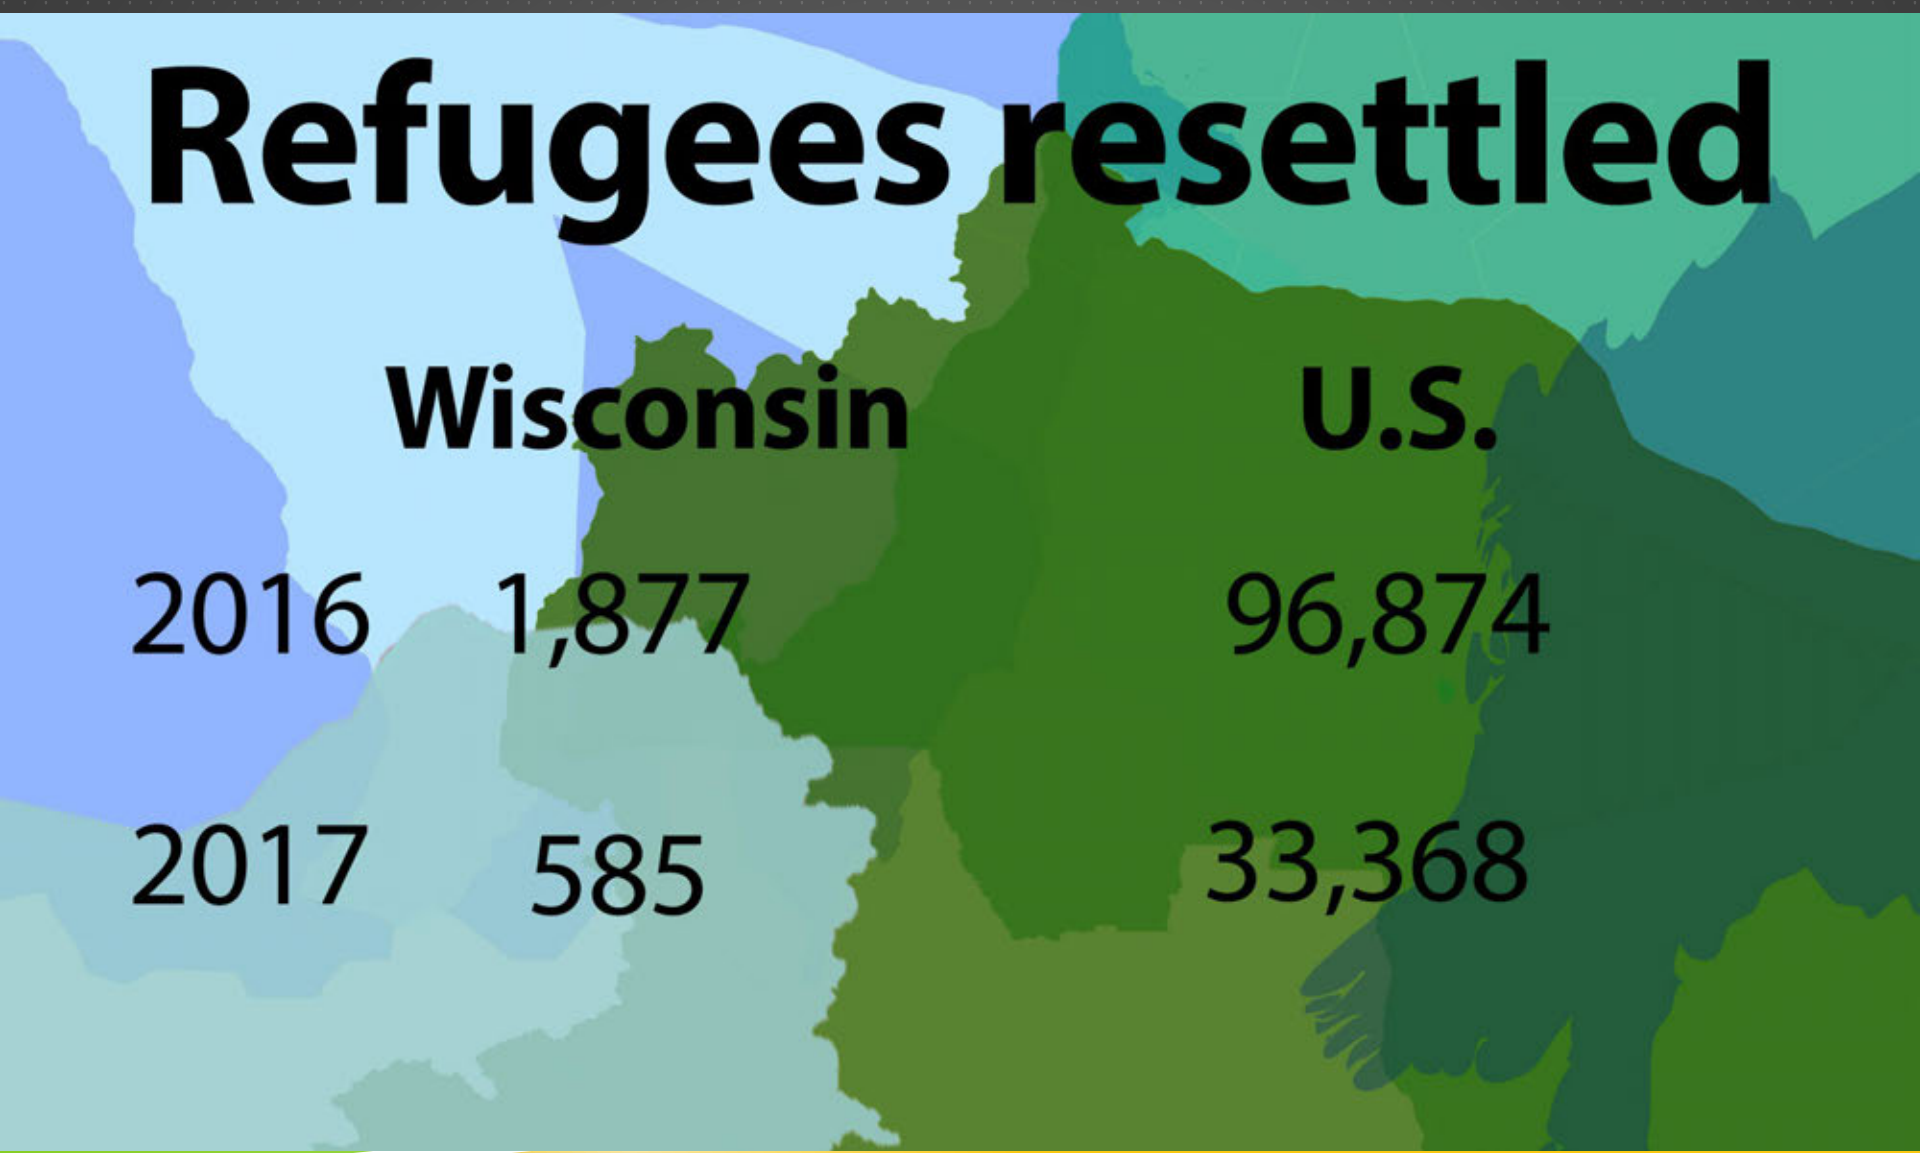 Refugees resettled
Wisconsin U.S.
2016 1,877 96,874
2017 585 33,368